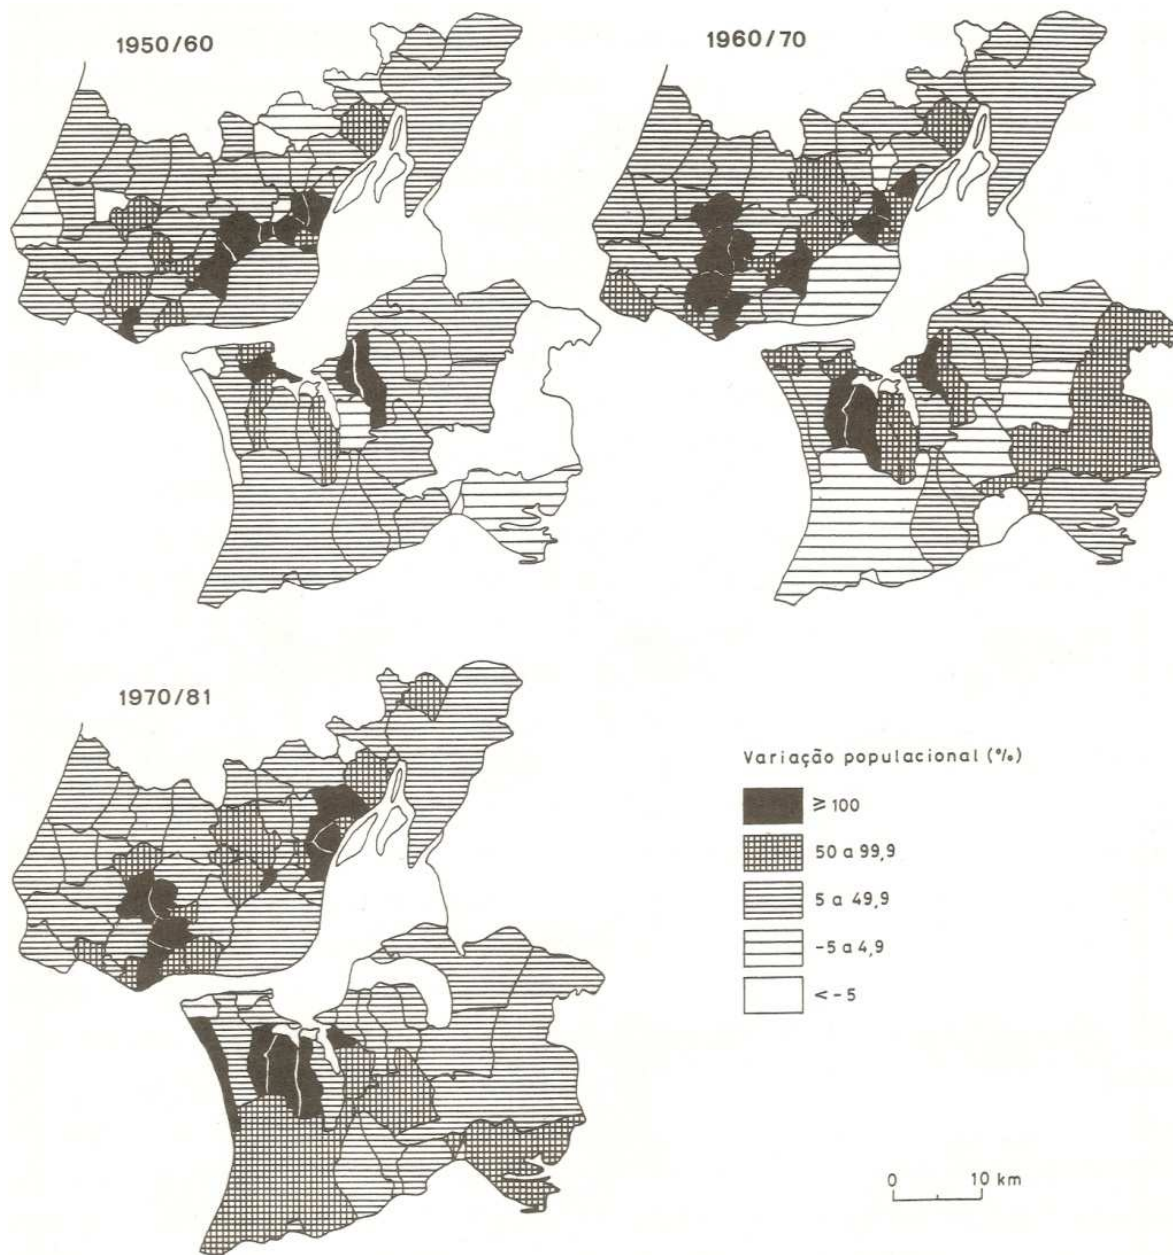 1950/60
1960/70
1970/81
Variação populacional (%)
≥ 100
50 a 99,9
5 a 49,9
-5 a 4,9
< -5
0 10 km